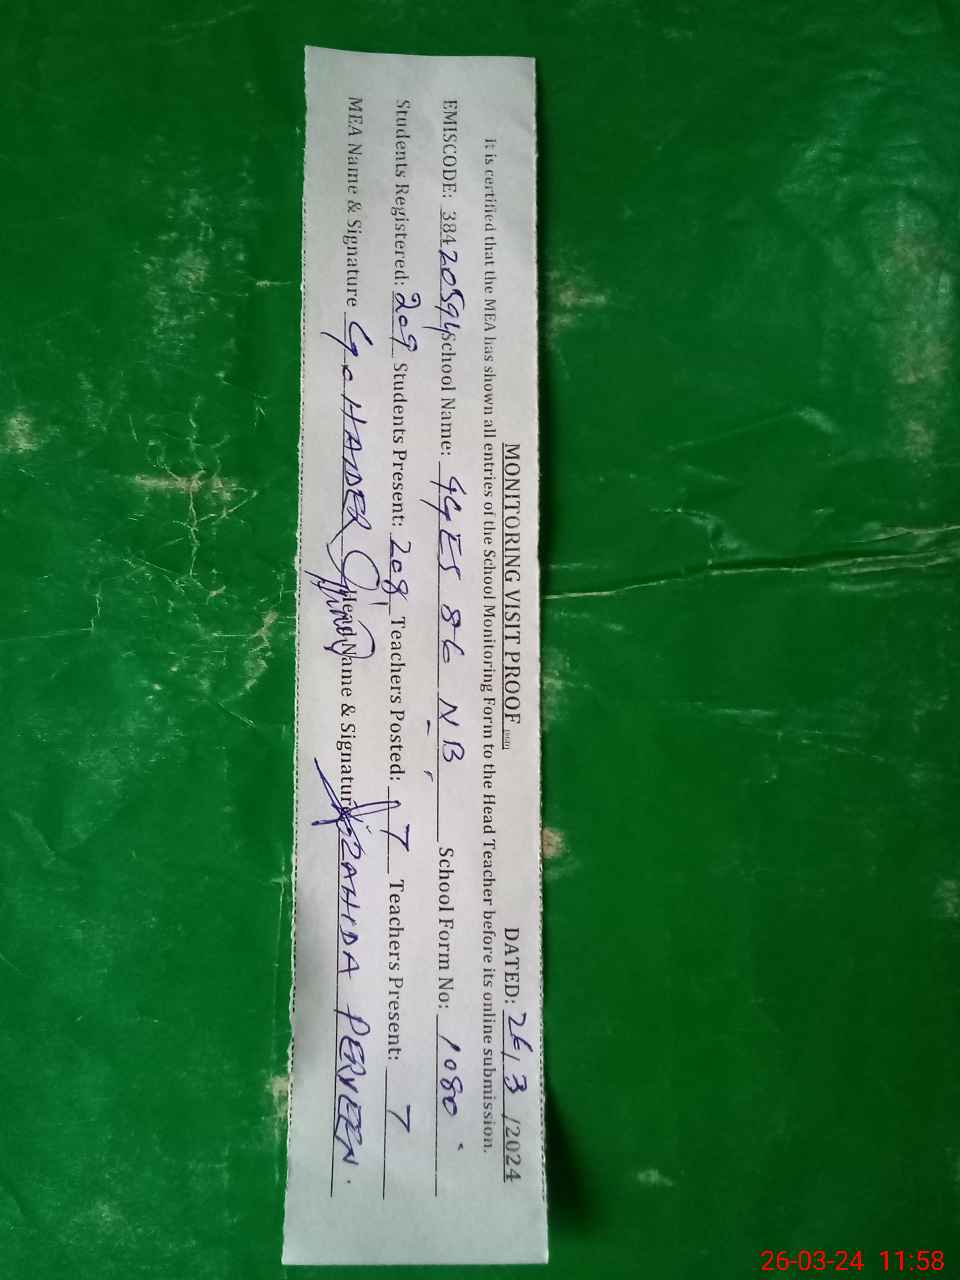 MONITORING VISIT PROOF DATED: 26, 3 /2024
It is certified that the MEA has shown all entries of the School Monitoring Form to the Head Teacher before its online submission.
EMISCODE: 38420594 School Name: GGES 86 NB School Form No: 1080
Students Registered: 209 Students Present: 208 Teachers Posted: 7 Teachers Present: 7
MEA Name & Signature G. HAIDER Head Name & Signature ZAHIDA PERVEEN.
26-03-24 11:58